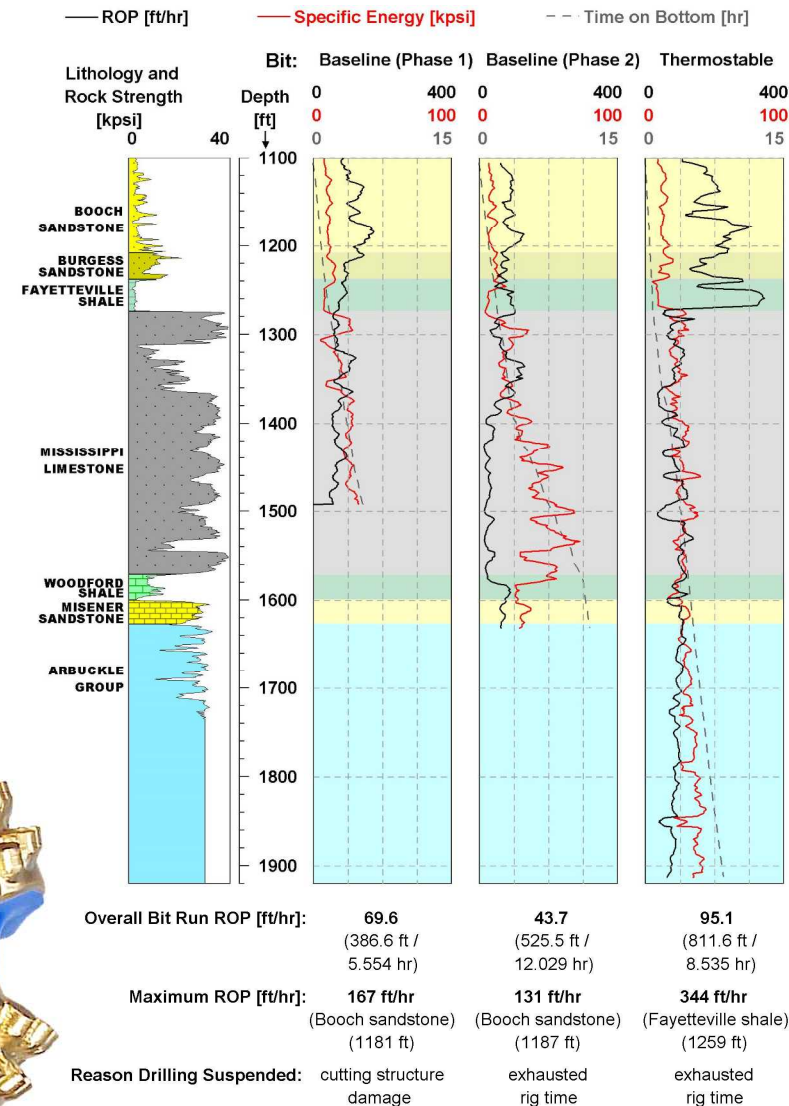 ROP [ft/hr] Specific Energy [kpsi] Time on Bottom [hr]
Bit: Baseline (Phase 1) Baseline (Phase 2) Thermostable
Lithology and
Rock Strength
[kpsi]
0 40
Depth
[ft]
0 400 0 400 0 400
0 100 0 100 0 100
0 15 0 15 0 15
1100
BOOCH
SANDSTONE
1200
BURGESS
SANDSTONE
FAYETTEVILLE
SHALE
1300
1400
MISSISSIPPI
LIMESTONE
1500
WOODFORD
SHALE
1600
MISENER
SANDSTONE
ARBUCKLE
GROUP
1700
1800
1900
Overall Bit Run ROP [ft/hr]: 69.6 43.7 95.1
(386.6 ft / (525.5 ft / (811.6 ft /
5.554 hr) 12.029 hr) 8.535 hr)
Maximum ROP [ft/hr]: 167 ft/hr 131 ft/hr 344 ft/hr
(Booch sandstone) (Booch sandstone) (Fayetteville shale)
(1181 ft) (1187 ft) (1259 ft)
Reason Drilling Suspended: cutting structure exhausted exhausted
damage rig time rig time